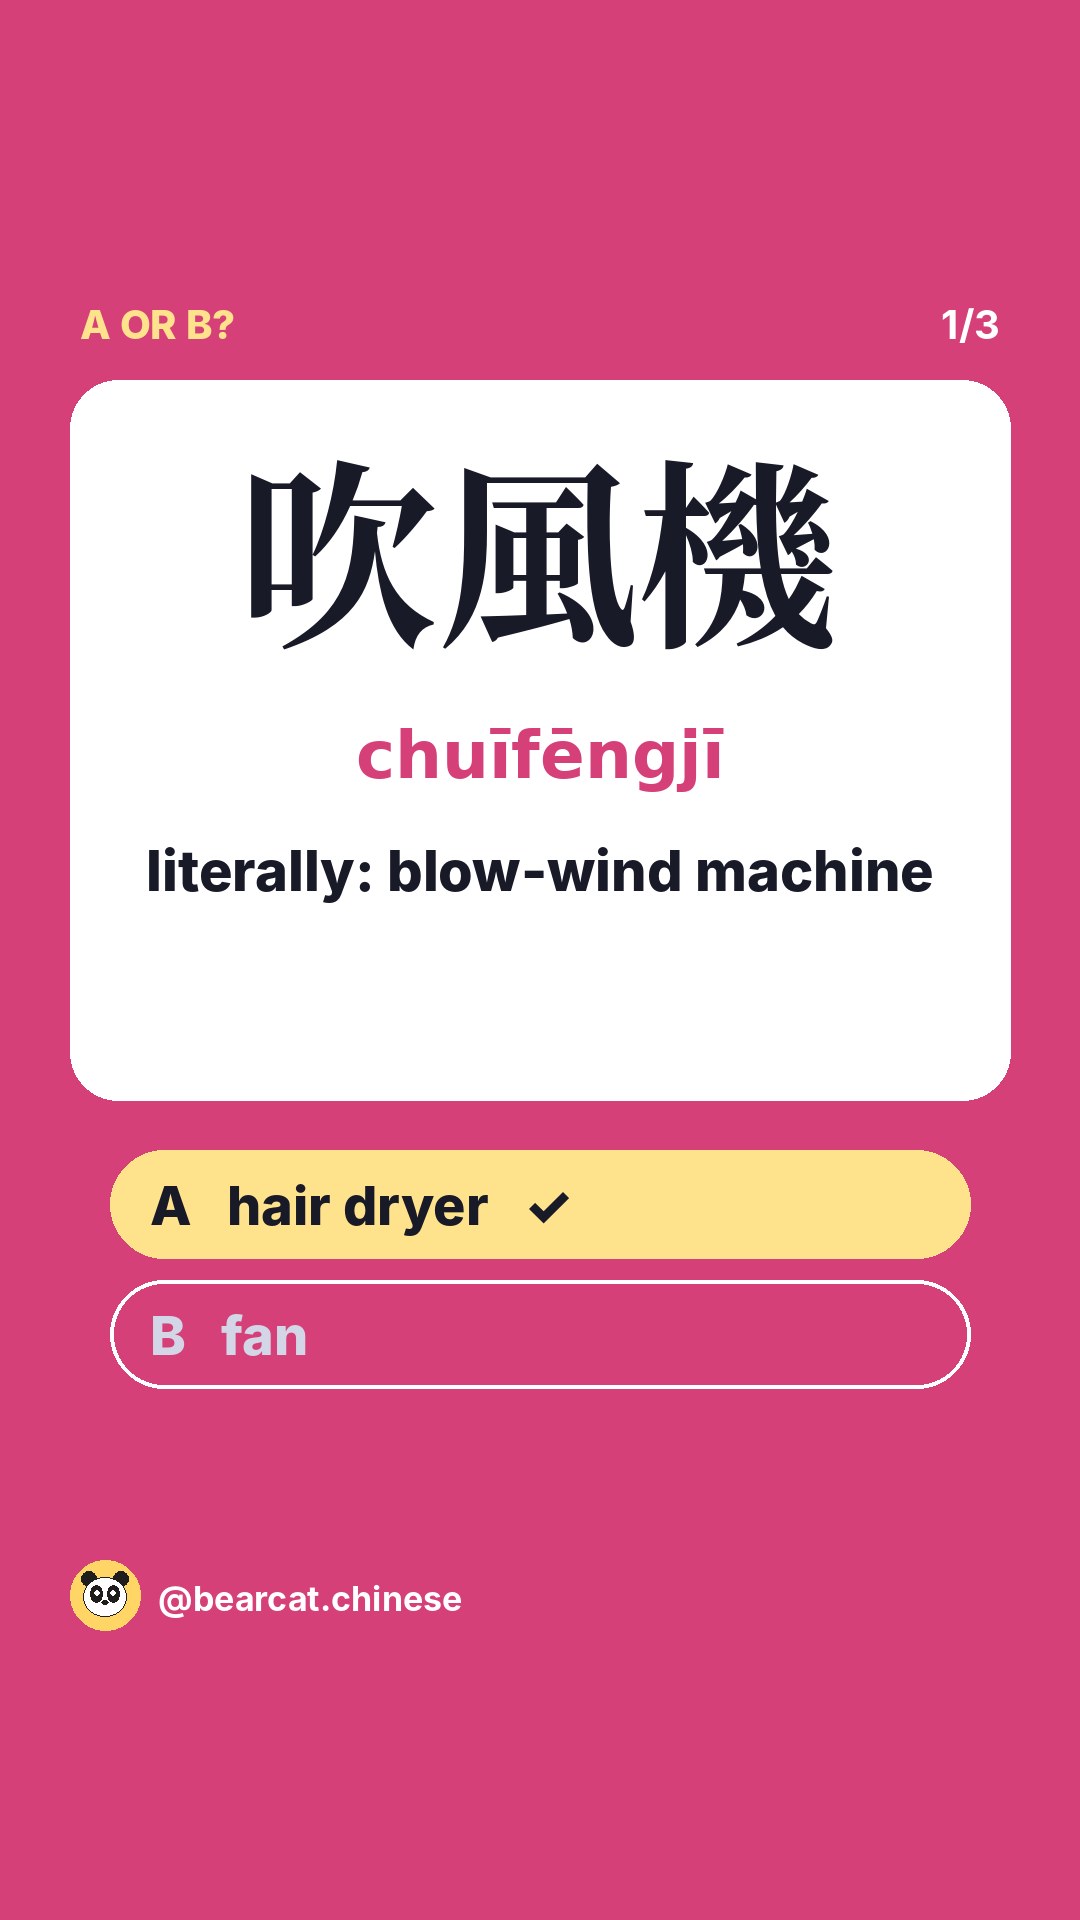 A OR B?
1/3
吹風機
chuīfēngjī
literally: blow-wind machine
A hair dryer ✓
B fan
@bearcat.chinese